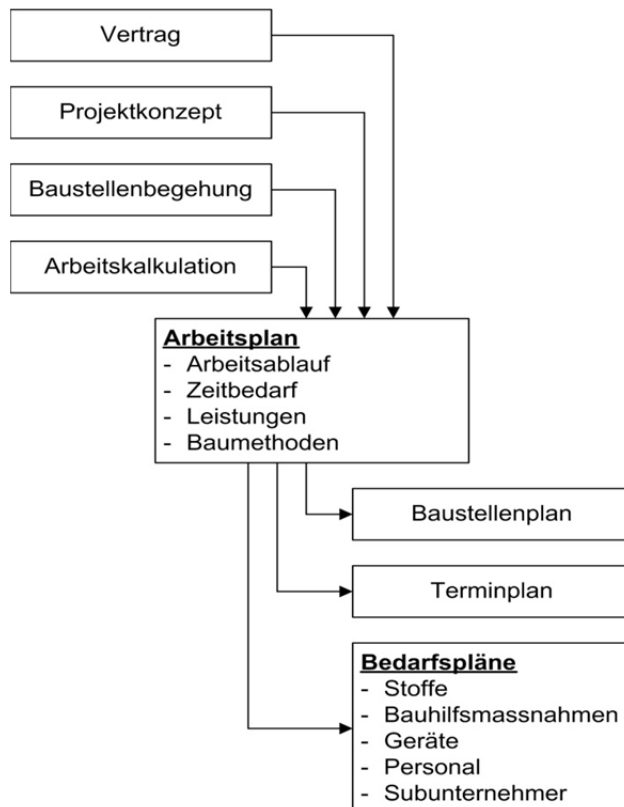 Vertrag
Projektkonzept
Baustellenbegehung
Arbeitskalkulation
Arbeitsplan
- Arbeitsablauf
- Zeitbedarf
- Leistungen
- Baumethoden
Baustellenplan
Terminplan
Bedarfspläne
- Stoffe
- Bauhilfsmassnahmen
- Geräte
- Personal
- Subunternehmer